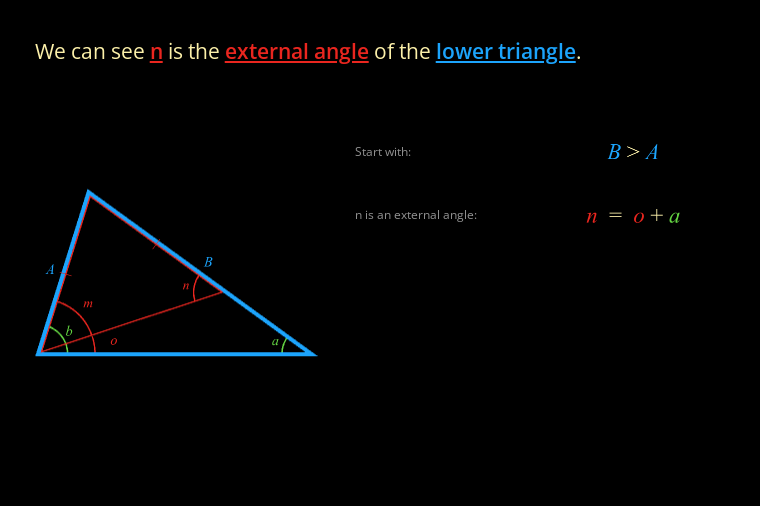 We can see n is the external angle of the lower triangle.
Start with: B > A
n is an external angle: n = o + a
A
B
n
m
b
o
a